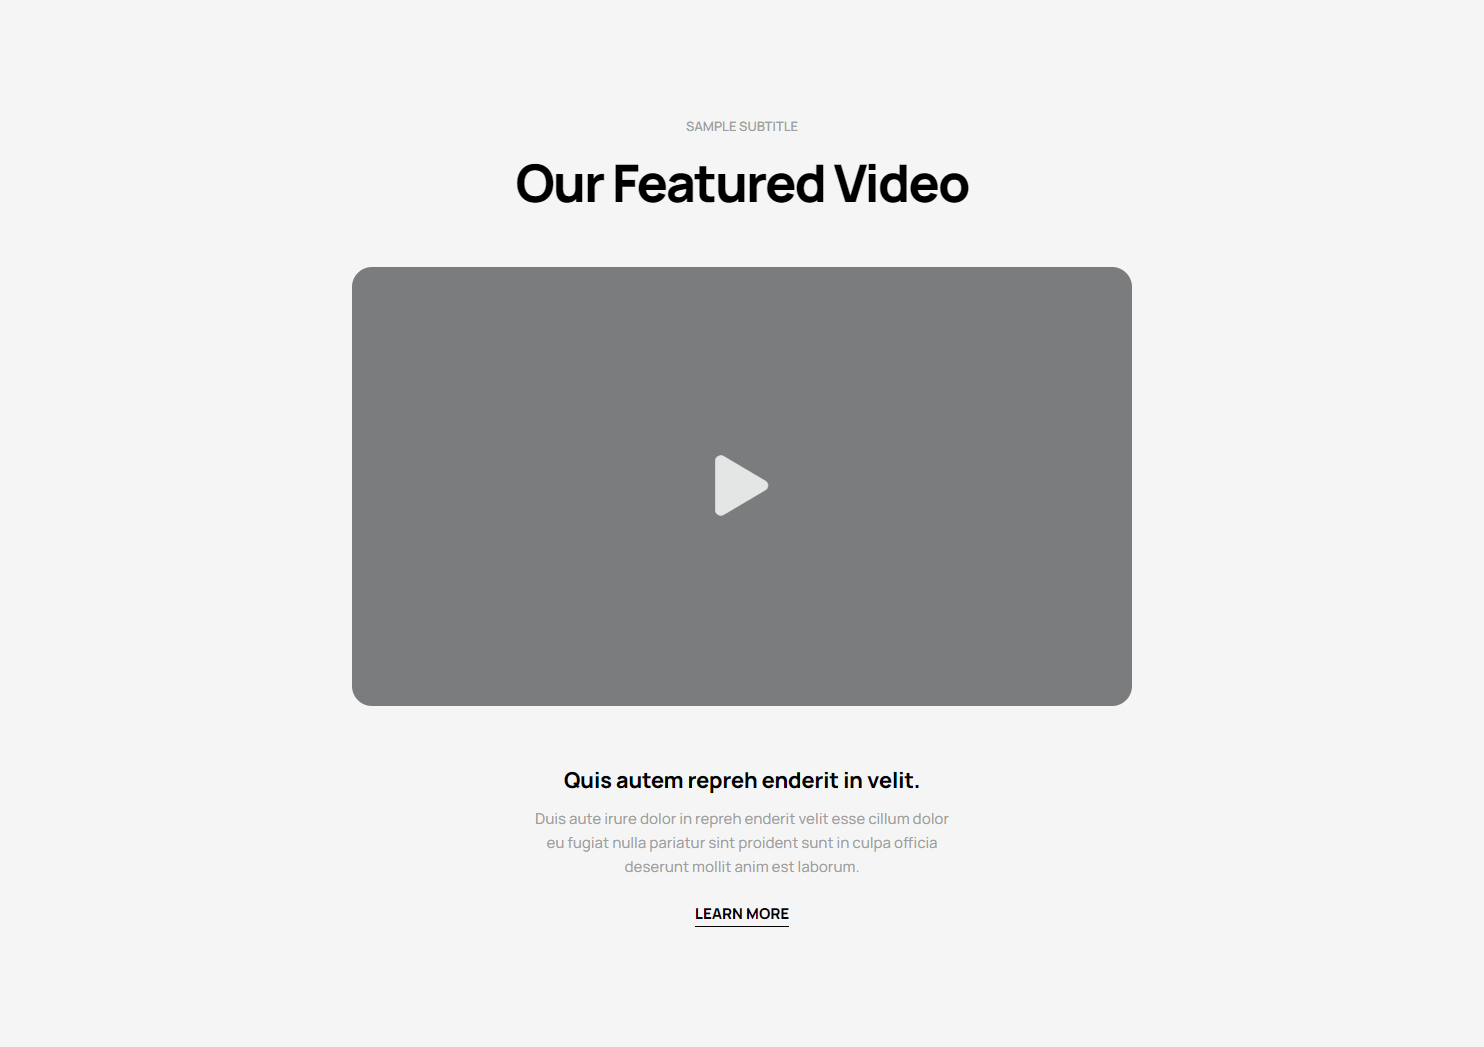 SAMPLE SUBTITLE
Our Featured Video
Quis autem repreh enderit in velit.
Duis aute irure dolor in repreh enderit velit esse cillum dolor
eu fugiat nulla pariatur sint proident sunt in culpa officia
deserunt mollit anim est laborum.
LEARN MORE